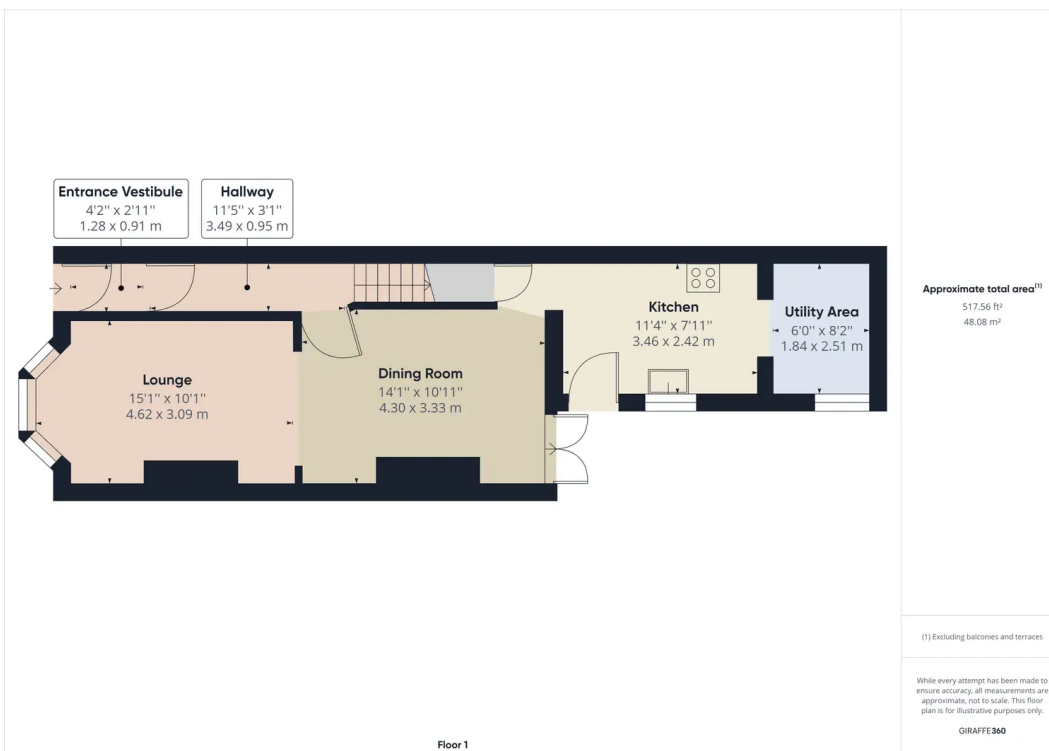 Entrance Vestibule
4'2'' x 2'11''
1.28 x 0.91 m
Hallway
11'5'' x 3'1''
3.49 x 0.95 m
Lounge
15'1'' x 10'1''
4.62 x 3.09 m
Dining Room
14'1'' x 10'11''
4.30 x 3.33 m
Kitchen
11'4'' x 7'11''
3.46 x 2.42 m
Utility Area
6'0'' x 8'2''
1.84 x 2.51 m
Floor 1
Approximate total area(1)
517.56 ft²
48.08 m²
(1) Excluding balconies and terraces
While every attempt has been made to
ensure accuracy, all measurements are
approximate, not to scale. This floor
plan is for illustrative purposes only.
GIRAFFE360